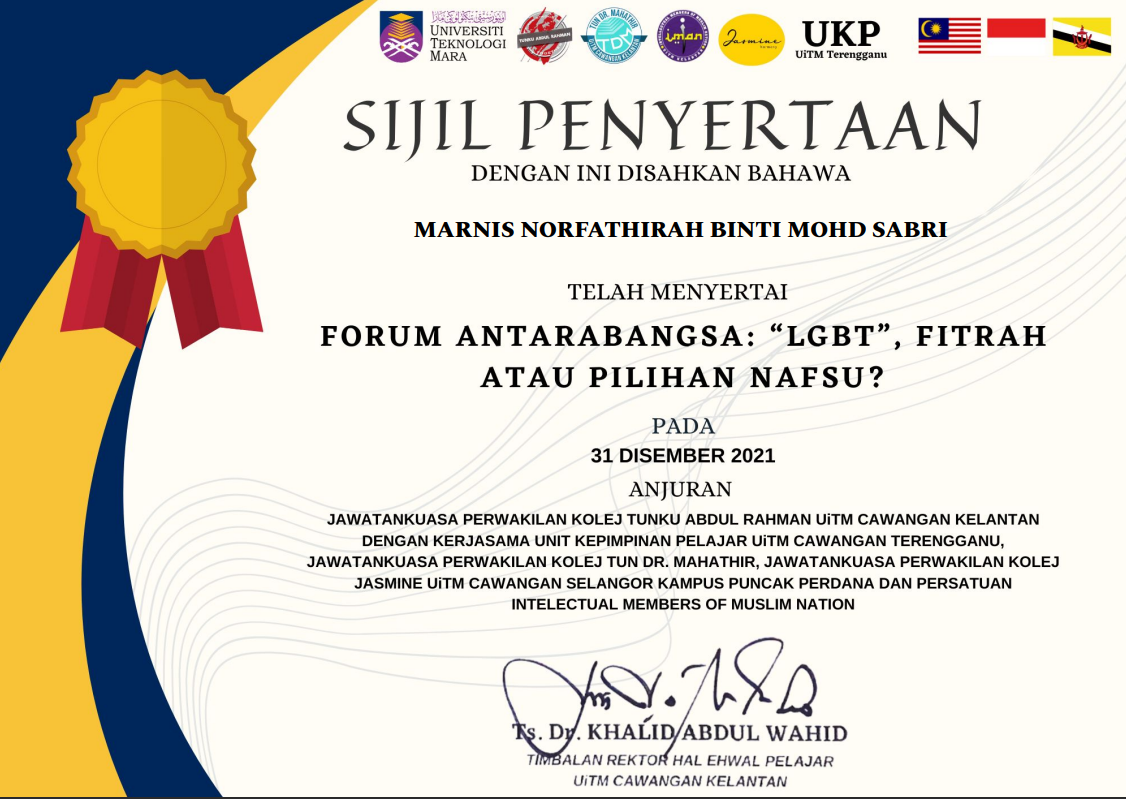 UNIVERSITI
TEKNOLOGI
MARA
TUNKU ABDUL RAHMAN
TUN DR. MAHATHIR
TDM
UiTM CAWANGAN KELANTAN
iman
Jasmine
UKP
UiTM Terengganu
SIJIL PENYERTAAN
DENGAN INI DISAHKAN BAHAWA
MARNIS NORFATHIRAH BINTI MOHD SABRI
TELAH MENYERTAI
FORUM ANTARABANGSA: “LGBT”, FITRAH
ATAU PILIHAN NAFSU?
PADA
31 DISEMBER 2021
ANJURAN
JAWATANKUASA PERWAKILAN KOLEJ TUNKU ABDUL RAHMAN UiTM CAWANGAN KELANTAN
DENGAN KERJASAMA UNIT KEPIMPINAN PELAJAR UiTM CAWANGAN TERENGGANU,
JAWATANKUASA PERWAKILAN KOLEJ TUN DR. MAHATHIR, JAWATANKUASA PERWAKILAN KOLEJ
JASMINE UiTM CAWANGAN SELANGOR KAMPUS PUNCAK PERDANA DAN PERSATUAN
INTELECTUAL MEMBERS OF MUSLIM NATION
Ts. Dr. KHALID ABDUL WAHID
TIMBALAN REKTOR HAL EHWAL PELAJAR
UiTM CAWANGAN KELANTAN